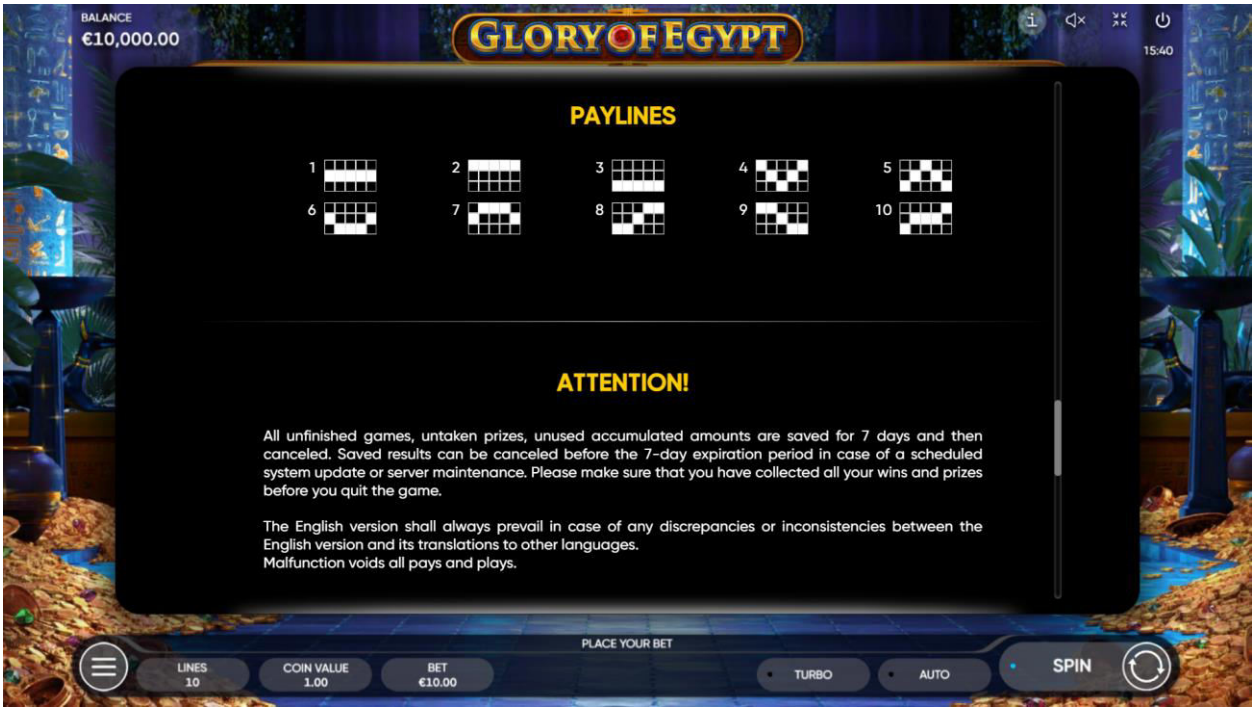 BALANCE
€10,000.00
GLORY OF EGYPT
i
15:40
PAYLINES
1 2 3 4 5
6 7 8 9 10
ATTENTION!
All unfinished games, untaken prizes, unused accumulated amounts are saved for 7 days and then
canceled. Saved results can be canceled before the 7-day expiration period in case of a scheduled
system update or server maintenance. Please make sure that you have collected all your wins and prizes
before you quit the game.
The English version shall always prevail in case of any discrepancies or inconsistencies between the
English version and its translations to other languages.
Malfunction voids all pays and plays.
PLACE YOUR BET
LINES
10
COIN VALUE
1.00
BET
€10.00
TURBO
AUTO
SPIN